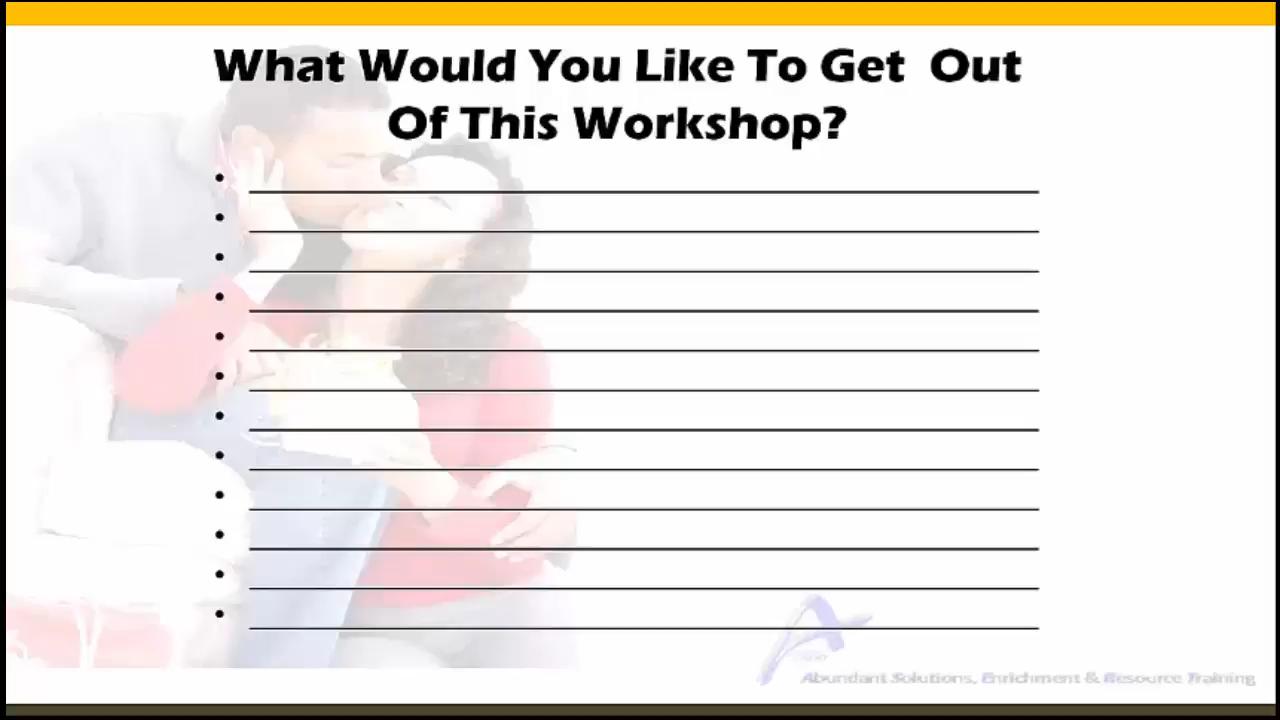 What Would You Like To Get  Out
Of This Workshop?
Abundant Solutions, Enrichment & Resource Training